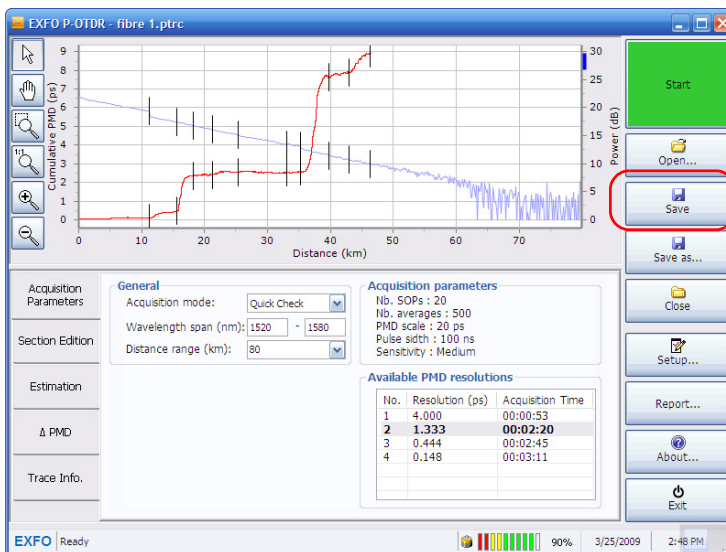 EXFO P-OTDR - fibre 1.ptrc
1:1
Cumulative PMD (ps)
9
8
7
6
5
4
3
2
1
0
0 10 20 30 40 50 60 70
Distance (km)
30
25
20
15
10
5
0
Power (dB)
Start
Open...
Save
Save as...
Close
Setup...
Report...
About...
Exit
Acquisition
Parameters
Section Edition
Estimation
Δ PMD
Trace Info.
General
Acquisition mode: Quick Check
Wavelength span (nm): 1520 - 1580
Distance range (km): 80
Acquisition parameters
Nb. SOPs : 20
Nb. averages : 500
PMD scale : 20 ps
Pulse sidth : 100 ns
Sensitivity : Medium
Available PMD resolutions
No. Resolution (ps) Acquisition Time
1 4.000 00:00:53
2 1.333 00:02:20
3 0.444 00:02:45
4 0.148 00:03:11
EXFO Ready 90% 3/25/2009 2:48 PM